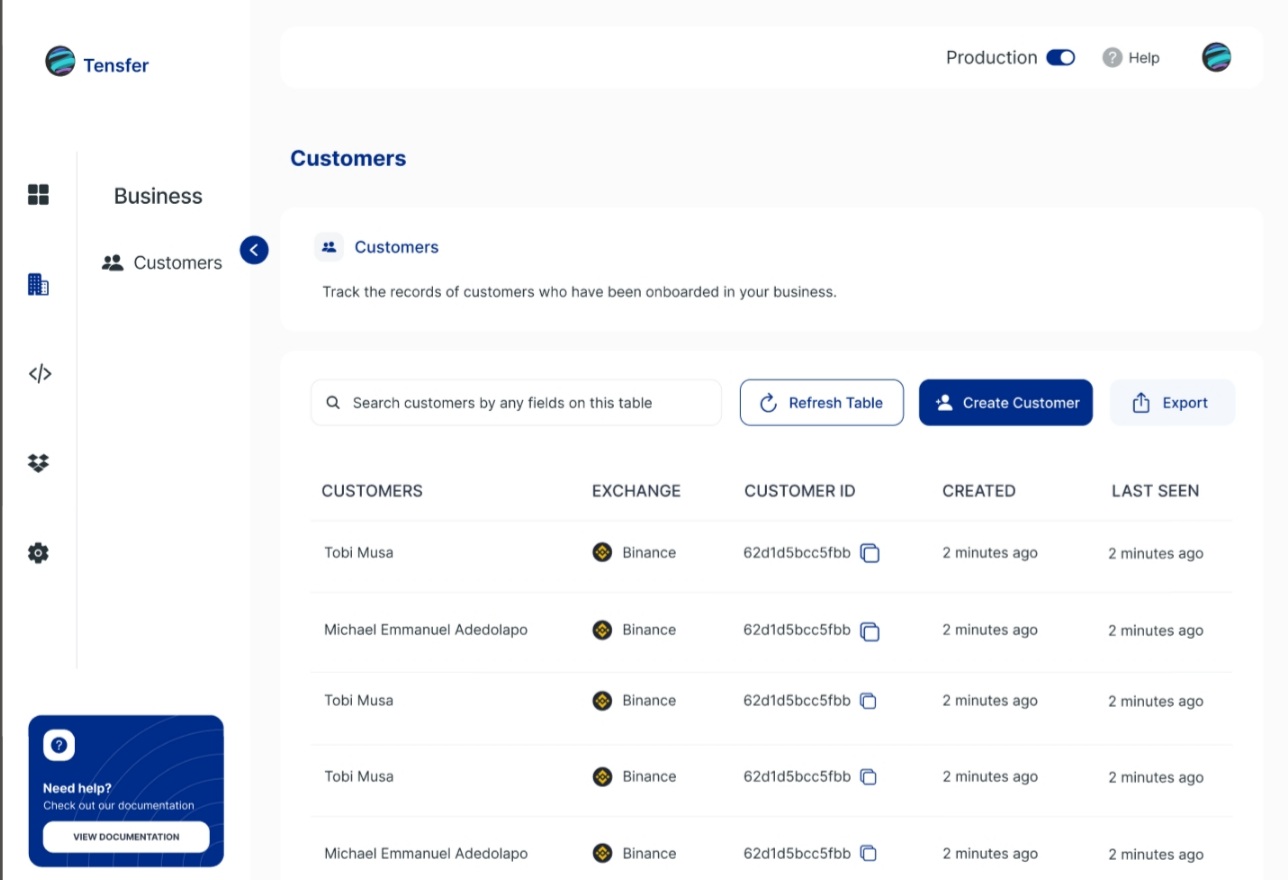 Tensfer
Production
? Help
Customers
Business
Customers
Customers
Track the records of customers who have been onboarded in your business.
Search customers by any fields on this table
Refresh Table
Create Customer
Export
CUSTOMERS EXCHANGE CUSTOMER ID CREATED LAST SEEN
Tobi Musa Binance 62d1d5bcc5fbb 2 minutes ago 2 minutes ago
Michael Emmanuel Adedolapo Binance 62d1d5bcc5fbb 2 minutes ago 2 minutes ago
Tobi Musa Binance 62d1d5bcc5fbb 2 minutes ago 2 minutes ago
Tobi Musa Binance 62d1d5bcc5fbb 2 minutes ago 2 minutes ago
Michael Emmanuel Adedolapo Binance 62d1d5bcc5fbb 2 minutes ago 2 minutes ago
?
Need help?
Check out our documentation
VIEW DOCUMENTATION